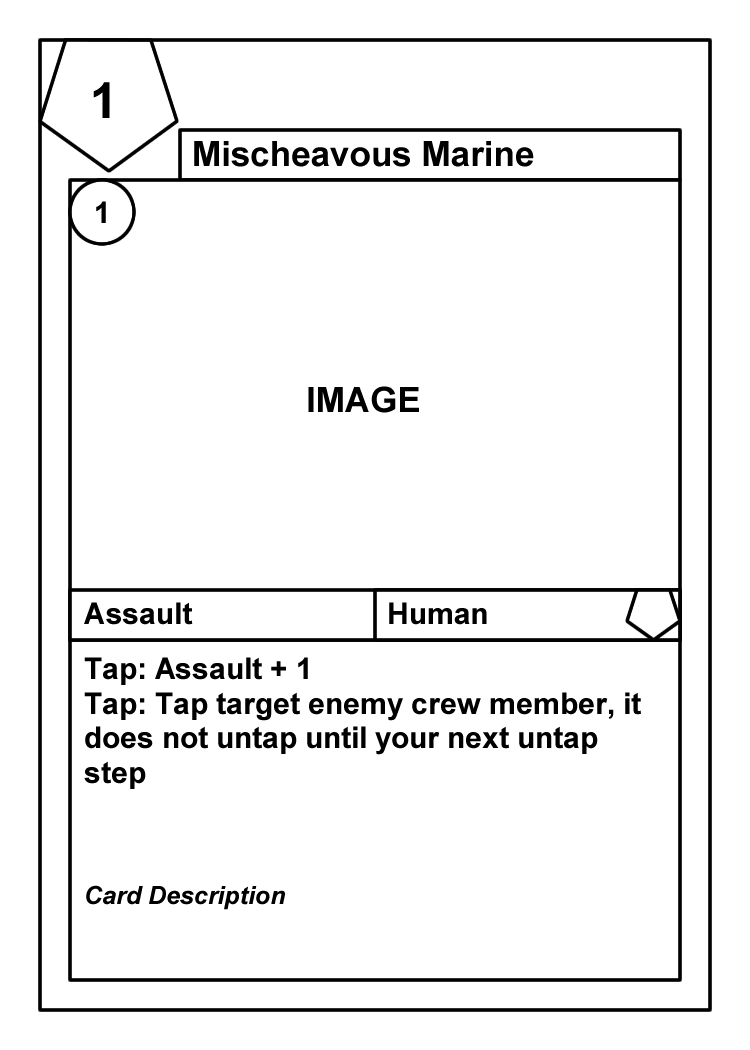 1
Mischeavous Marine
1
IMAGE
Assault
Human
Tap: Assault + 1
Tap: Tap target enemy crew member, it
does not untap until your next untap
step
Card Description